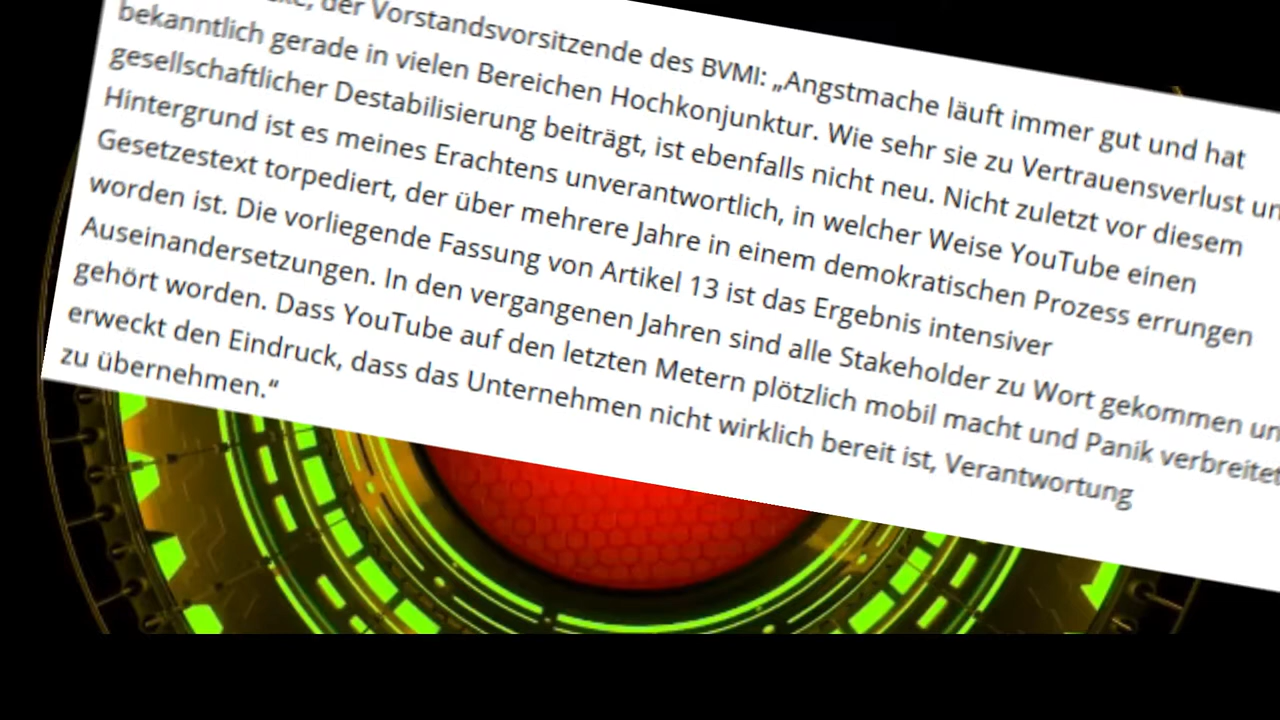 der Vorstandsvorsitzende des BVMI: „Angstmache läuft immer gut und hat
bekanntlich gerade in vielen Bereichen Hochkonjunktur. Wie sehr sie zu Vertrauensverlust
gesellschaftlicher Destabilisierung beiträgt, ist ebenfalls nicht neu. Nicht zuletzt vor diesem
Hintergrund ist es meines Erachtens unverantwortlich, in welcher Weise YouTube einen
Gesetzestext torpediert, der über mehrere Jahre in einem demokratischen Prozess errungen
worden ist. Die vorliegende Fassung von Artikel 13 ist das Ergebnis intensiver
Auseinandersetzungen. In den vergangenen Jahren sind alle Stakeholder zu Wort gekommen
gehört worden. Dass YouTube auf den letzten Metern plötzlich mobil macht und Panik verbreitet
erweckt den Eindruck, dass das Unternehmen nicht wirklich bereit ist, Verantwortung
zu übernehmen.“